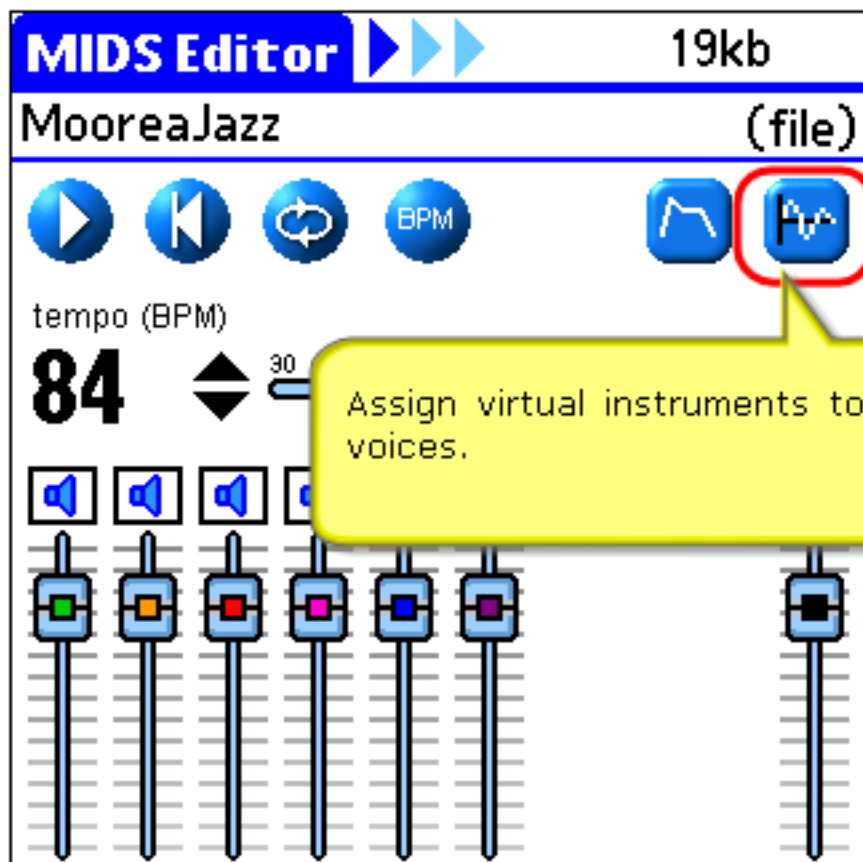 MIDS Editor 19kb
MooreaJazz (file)
BPM
tempo (BPM)
84 30
Assign virtual instruments to
voices.